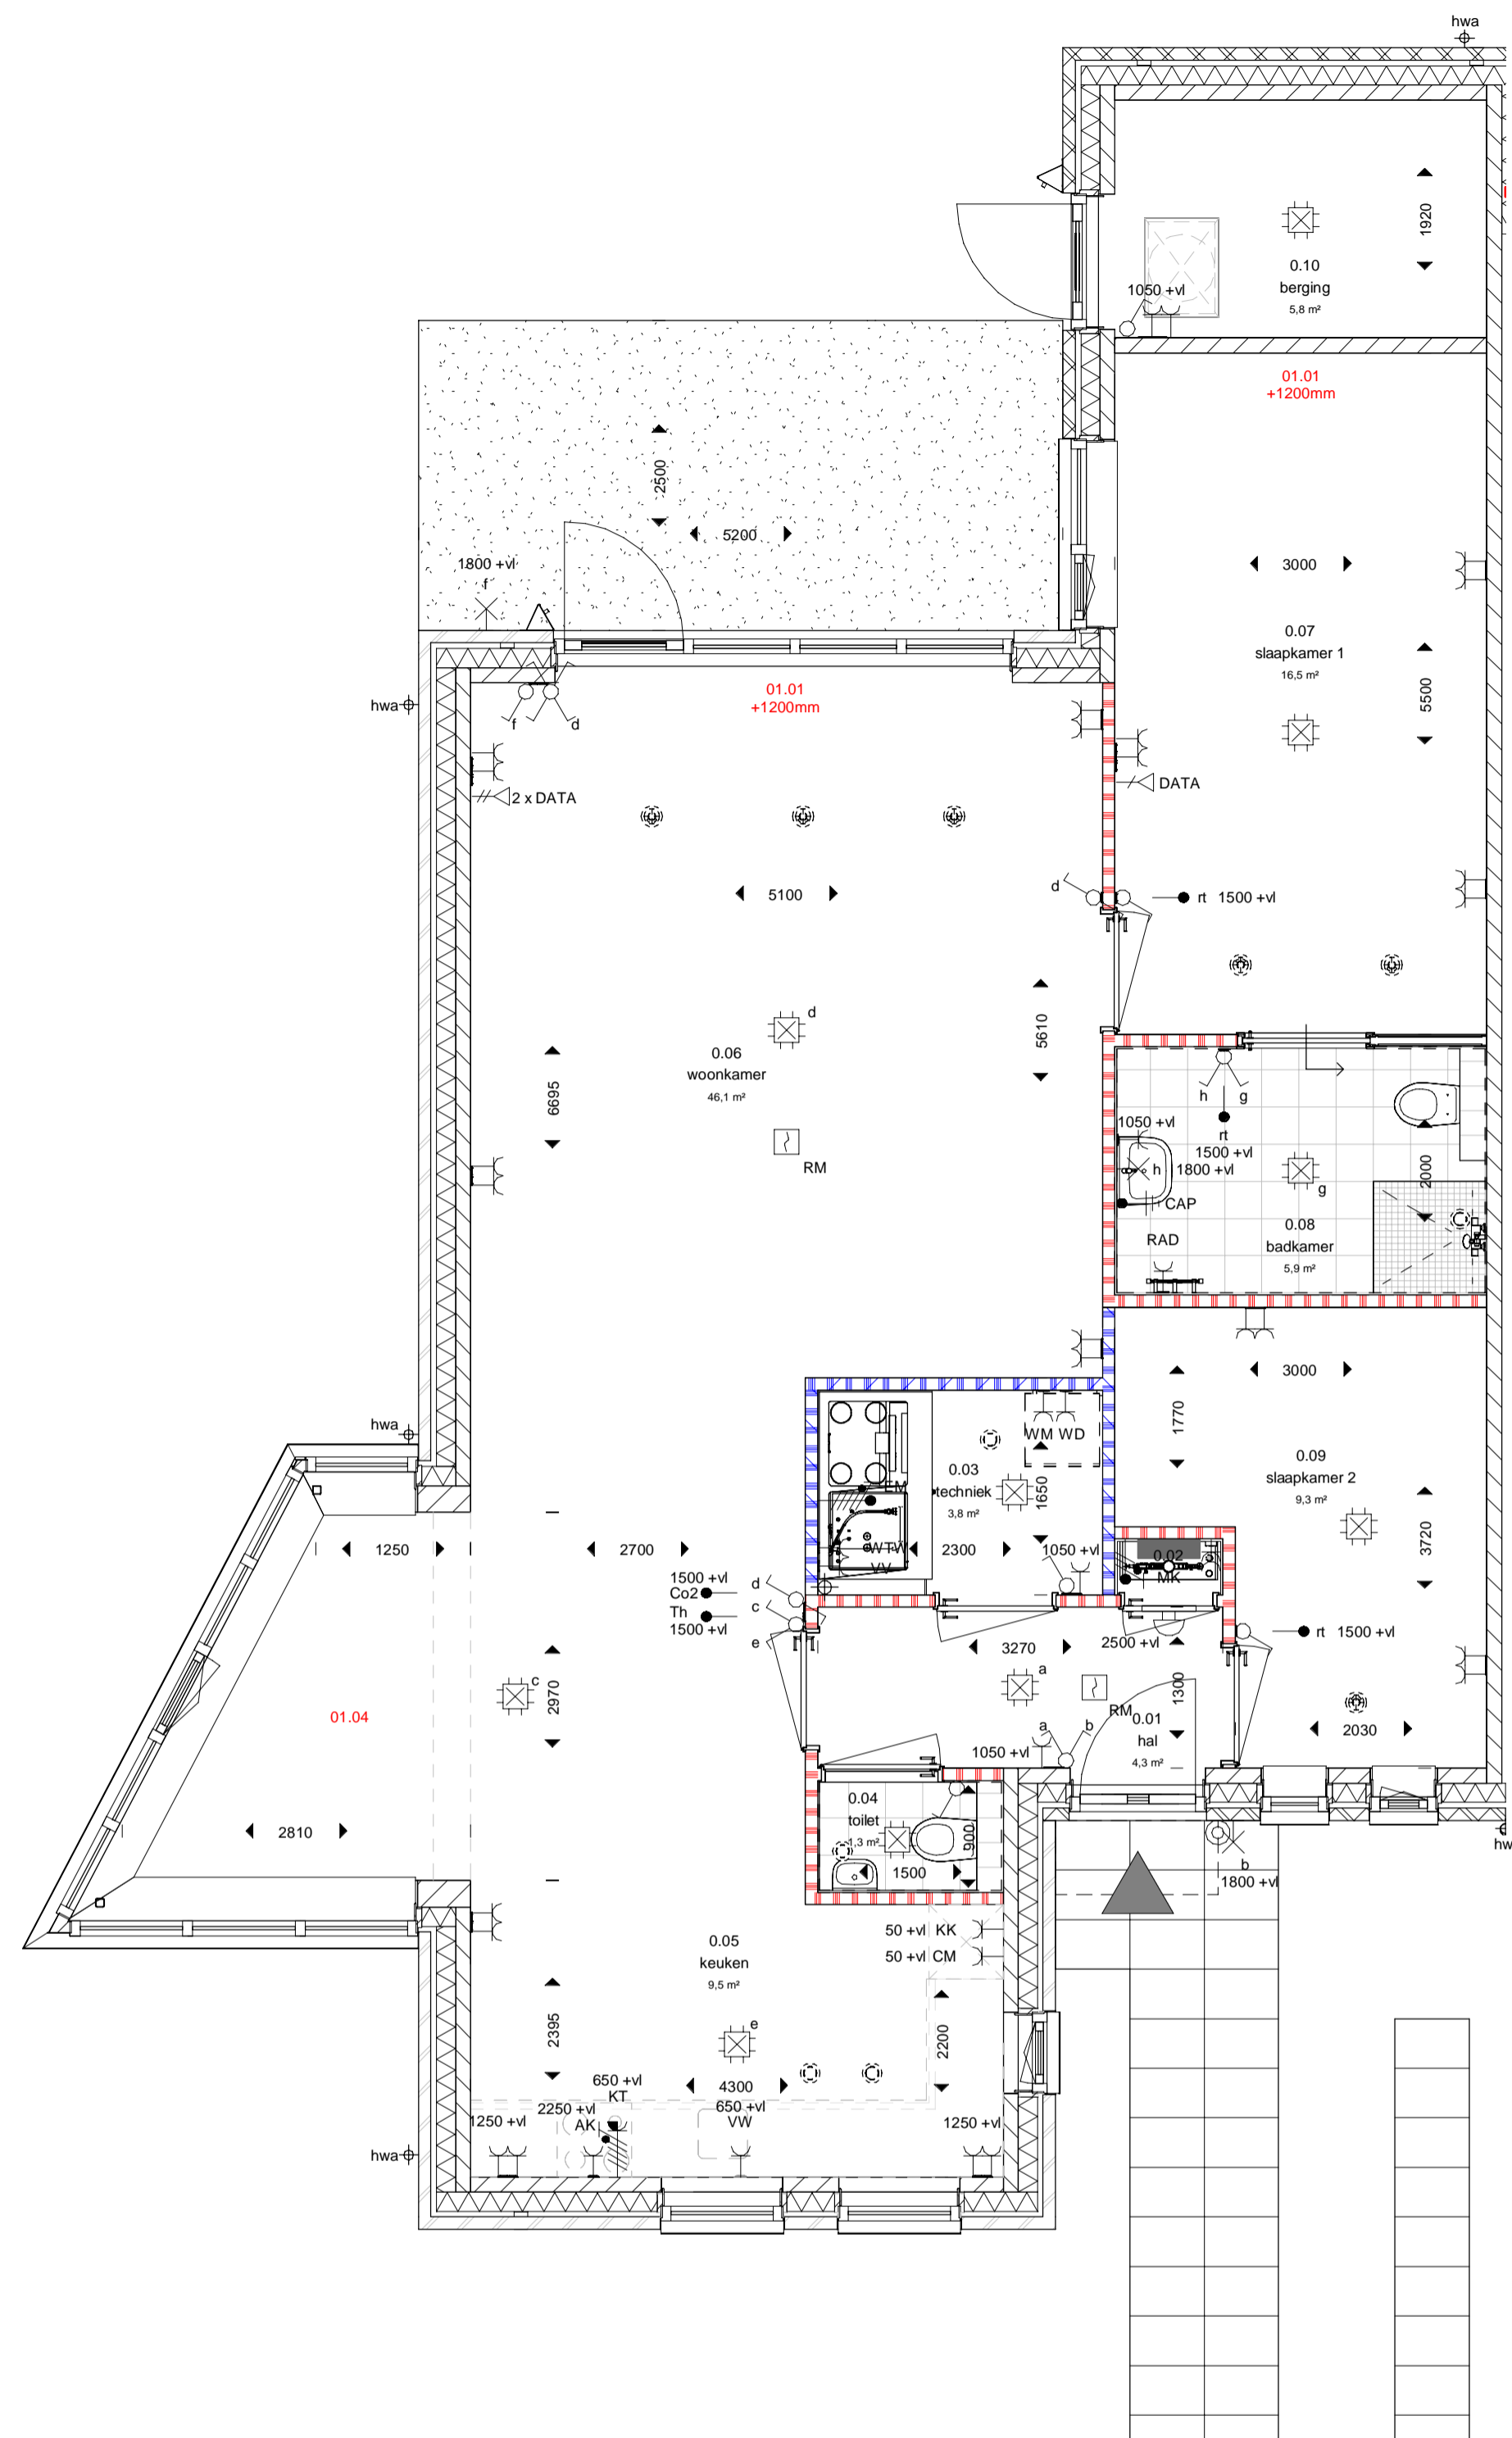 hwa
1920
0.10
berging
5,8 m²
1050 +vl
01.01
+1200mm
2500
5200
3000
1800 +vl
f
0.07
slaapkamer 1
16,5 m²
5500
hwa
01.01
+1200mm
f
d
2 x DATA
DATA
5100
d
rt 1500 +vl
d
5610
0.06
woonkamer
46,1 m²
6695
RM
h
g
1050 +vl
rt
1500 +vl
h 1800 +vl
2000
g
CAP
0.08
badkamer
5,9 m²
RAD
3000
1770
hwa
WM WD
0.03
techniek
3,8 m²
1650
0.09
slaapkamer 2
9,3 m²
3720
1250
2700
WTW
VV
2300
1050 +vl
0.02
MK
1500 +vl
Co2
Th
1500 +vl
d
c
e
3270
2500 +vl
rt 1500 +vl
a
c
2970
1300
RM
01.04
0.01
hal
4,3 m²
a
b
1050 +vl
2030
0.04
toilet
1,3 m²
900
1500
2810
hw
b
1800 +vl
50 +vl KK
50 +vl CM
0.05
keuken
9,5 m²
2395
e
2200
650 +vl
KT
4300
2250 +vl
AK
650 +vl
VW
1250 +vl
1250 +vl
hwa